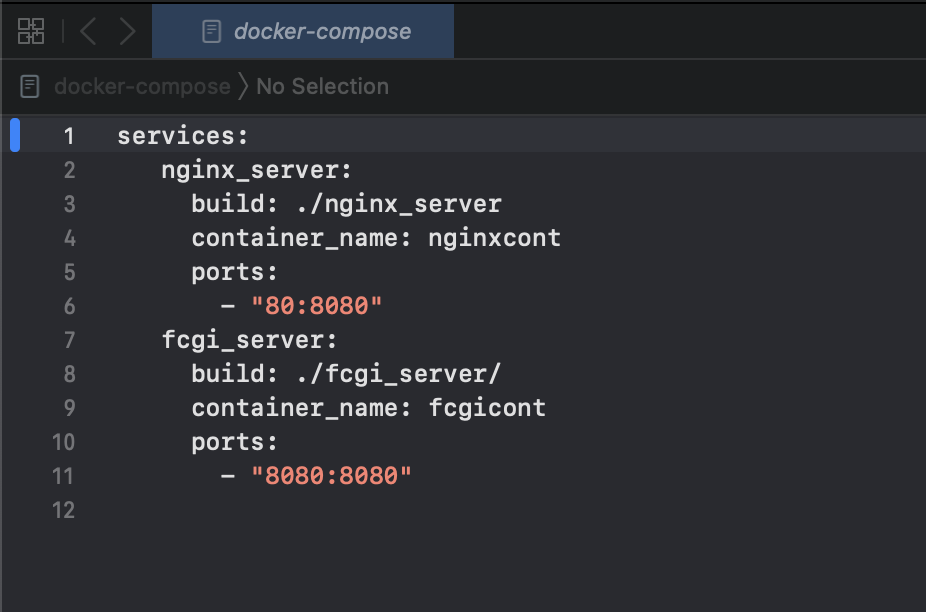 docker-compose
docker-compose 〉 No Selection
1 services:
2    nginx_server:
3      build: ./nginx_server
4      container_name: nginxcont
5      ports:
6        - "80:8080"
7    fcgi_server:
8      build: ./fcgi_server/
9      container_name: fcgicont
10      ports:
11        - "8080:8080"
12